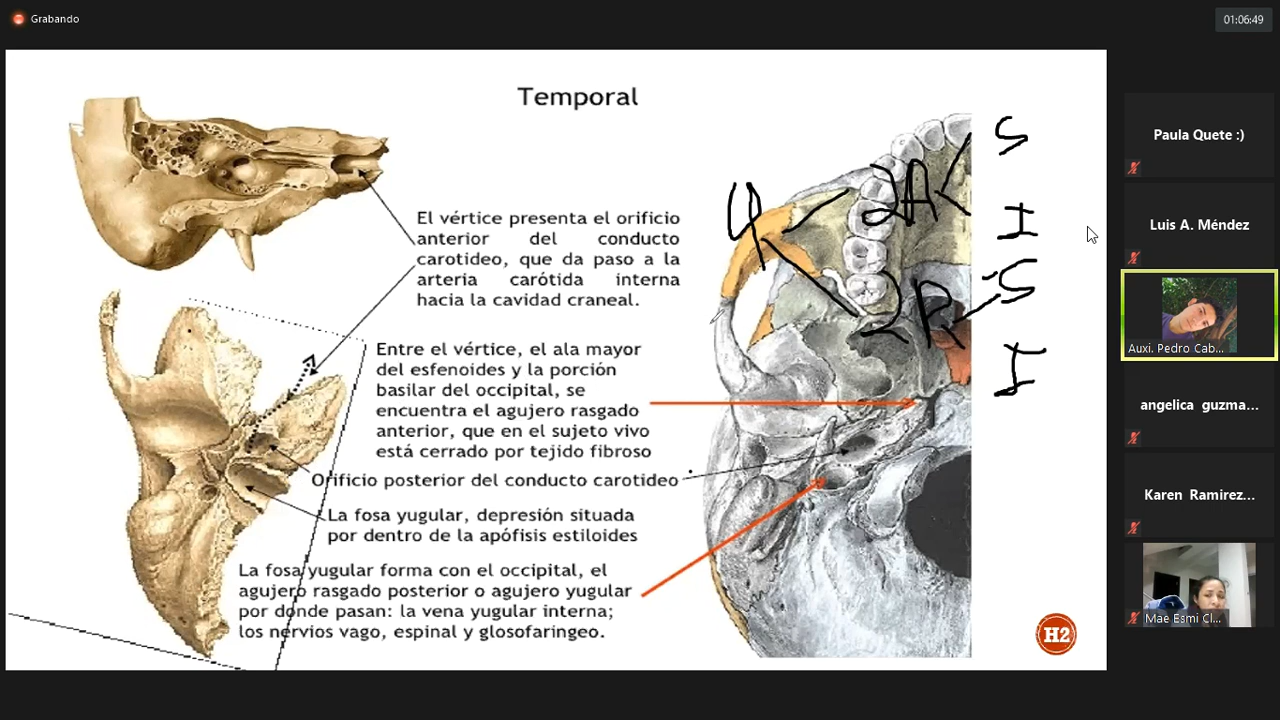 Grabando
01:06:49
Temporal
El vértice presenta el orificio
anterior del conducto
carotideo, que da paso a la
arteria carótida interna
hacia la cavidad craneal.
Entre el vértice, el ala mayor
del esfenoides y la porción
basilar del occipital, se
encuentra el agujero rasgado
anterior, que en el sujeto vivo
está cerrado por tejido fibroso
Orificio posterior del conducto carotideo
La fosa yugular, depresión situada
por dentro de la apófisis estiloides
La fosa yugular forma con el occipital, el
agujero rasgado posterior o agujero yugular
por donde pasan: la vena yugular interna;
los nervios vago, espinal y glosofaringeo.
4
2A
2P
S
I
S
I
H2
Paula Quete :)
Luis A. Méndez
Auxi. Pedro Cab...
angelica guzma...
Karen Ramirez...
Mae Esmi Cl...